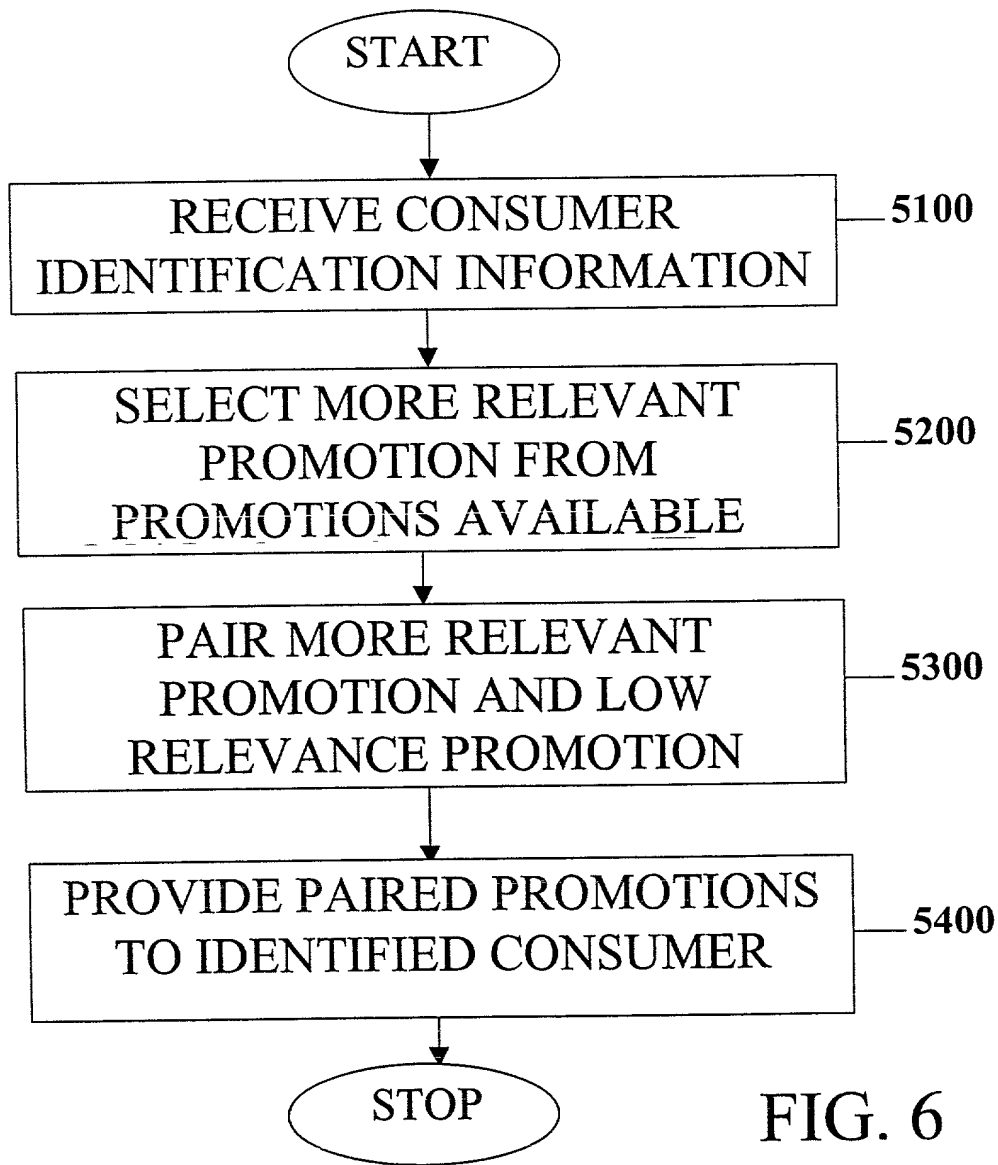 START
RECEIVE CONSUMER
IDENTIFICATION INFORMATION
5100
SELECT MORE RELEVANT
PROMOTION FROM
PROMOTIONS AVAILABLE
5200
PAIR MORE RELEVANT
PROMOTION AND LOW
RELEVANCE PROMOTION
5300
PROVIDE PAIRED PROMOTIONS
TO IDENTIFIED CONSUMER
5400
STOP
FIG. 6